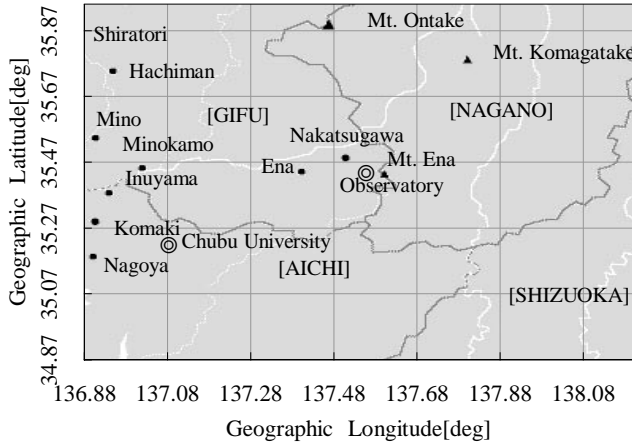 Geographic Latitude[deg]
35.87
35.67
35.47
35.27
35.07
34.87
Mt. Ontake
Shiratori
Mt. Komagatake
Hachiman
[GIFU]
[NAGANO]
Mino
Minokamo
Nakatsugawa
Ena
Mt. Ena
Inuyama
Observatory
Komaki
Chubu University
Nagoya
[AICHI]
[SHIZUOKA]
136.88 137.08 137.28 137.48 137.68 137.88 138.08
Geographic Longitude[deg]